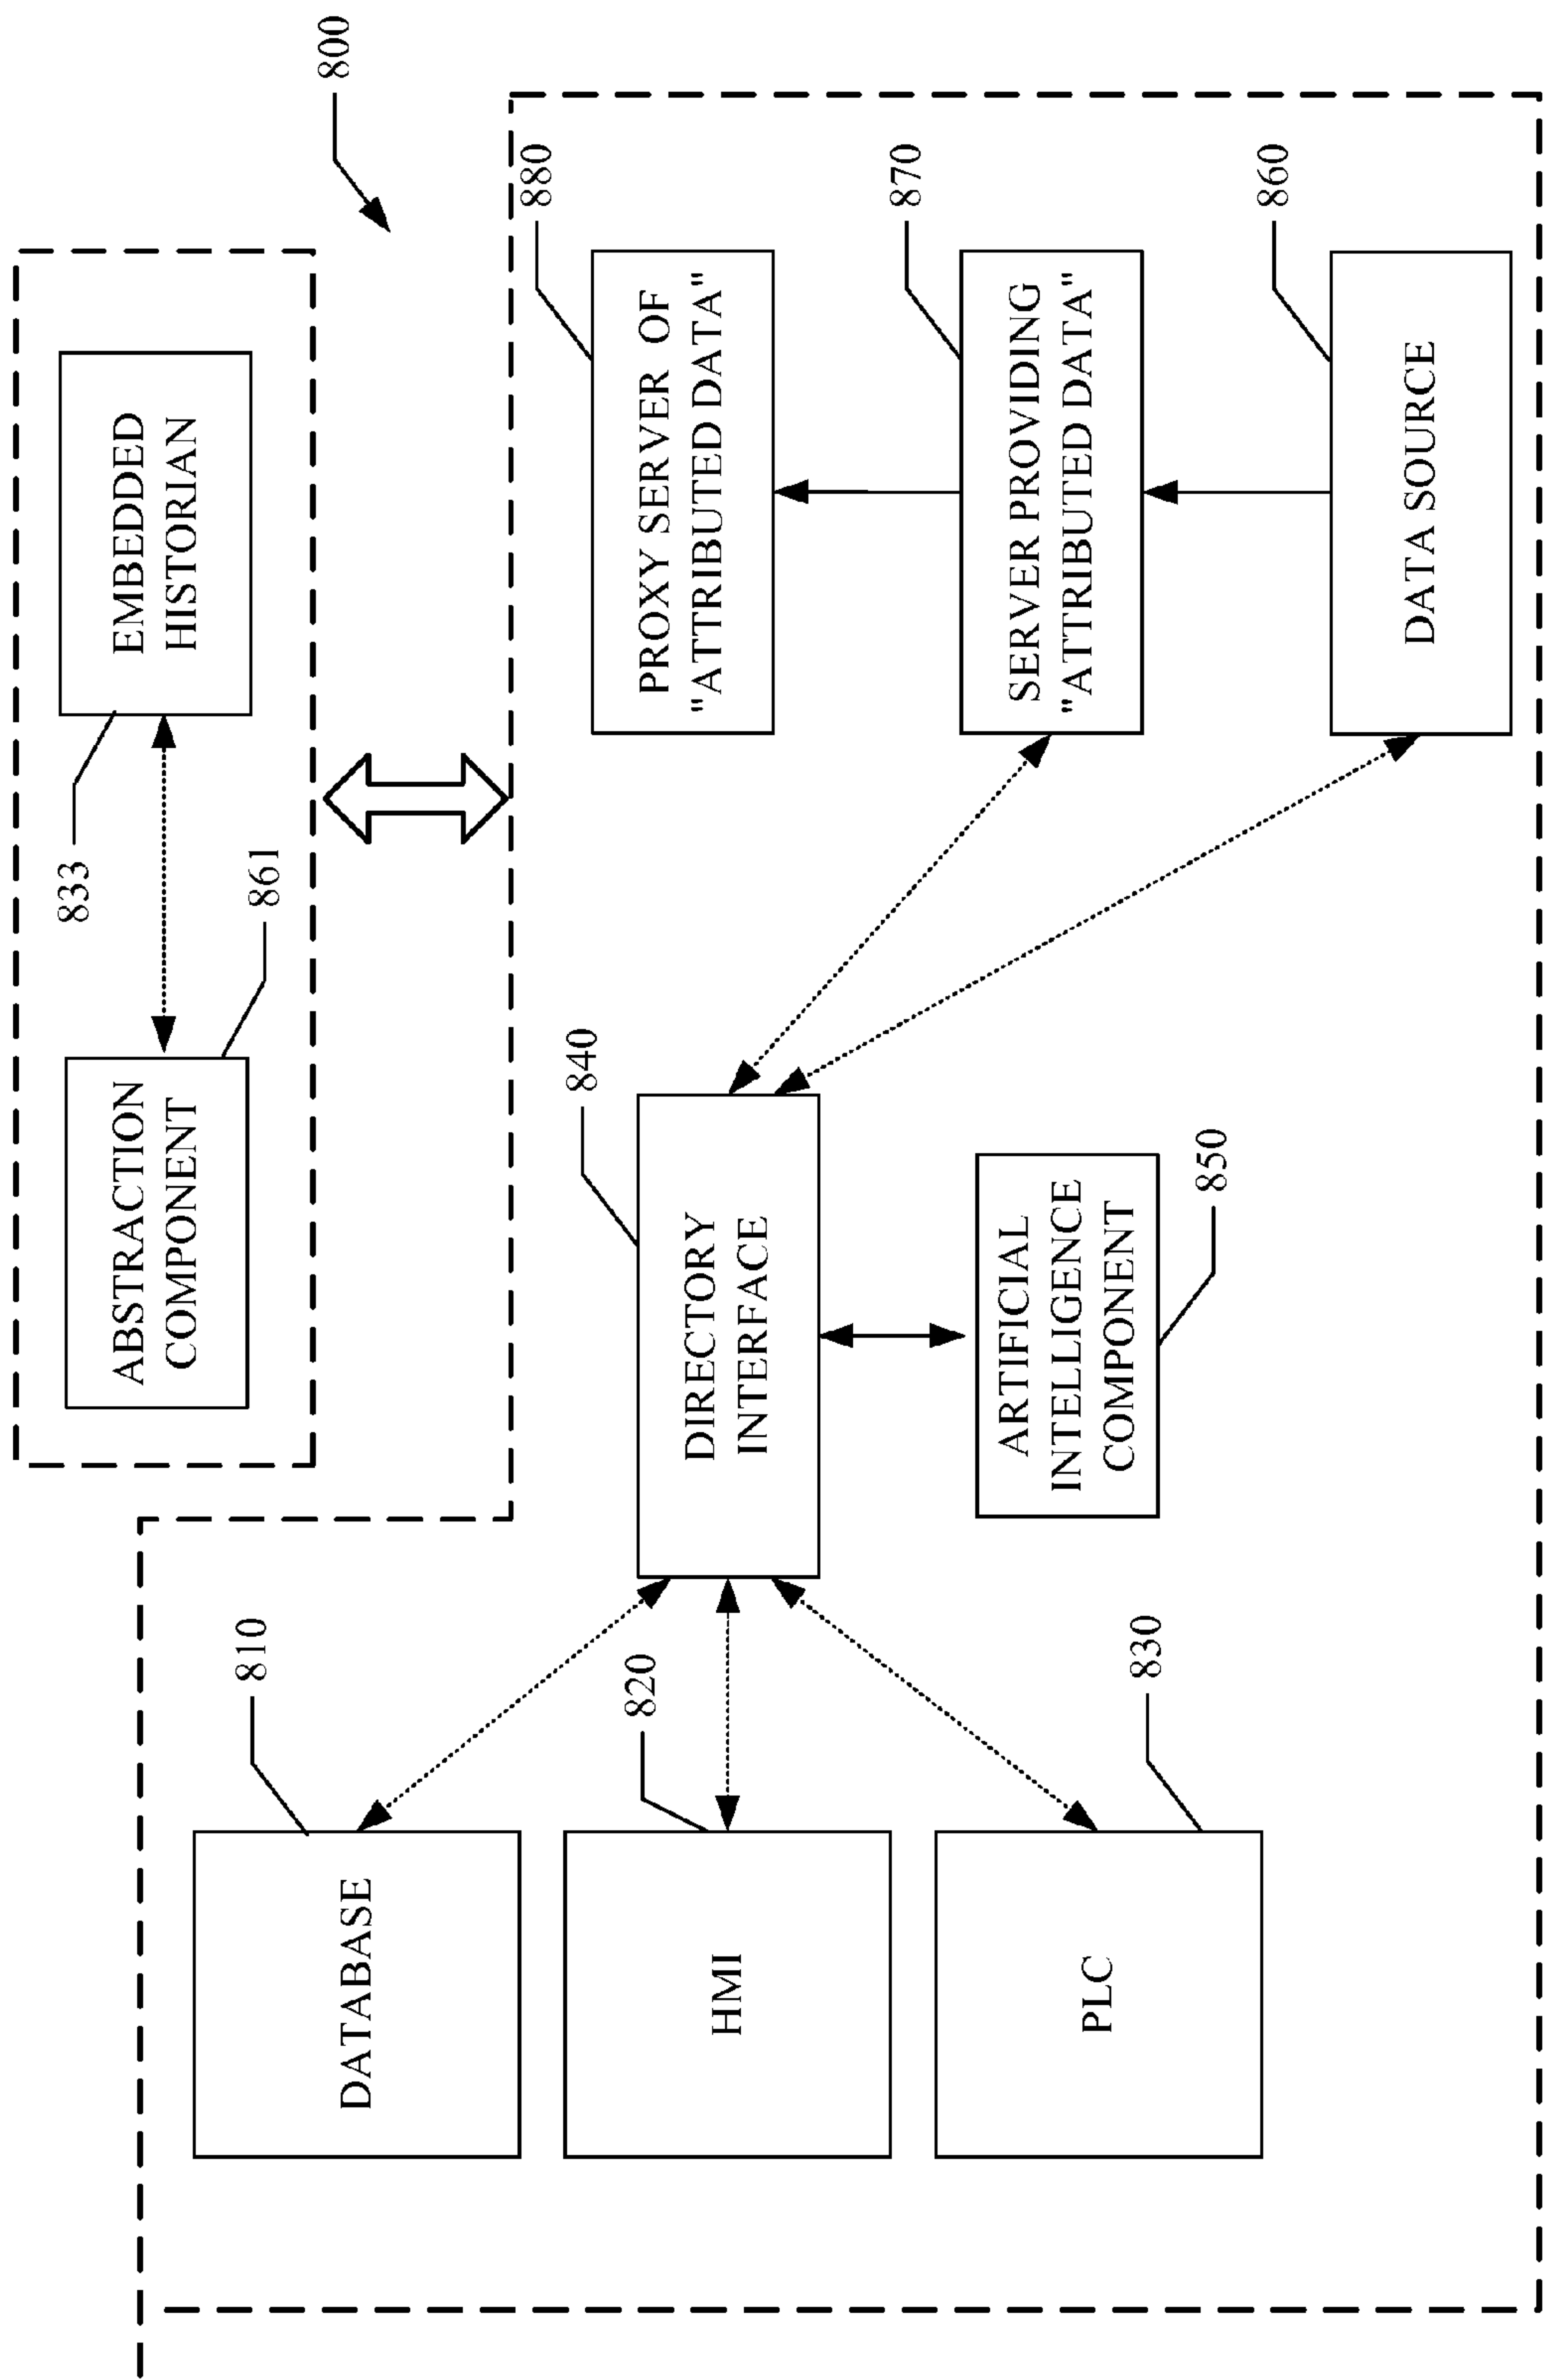 800
833
EMBEDDED
HISTORIAN
861
ABSTRACTION
COMPONENT
810
DATABASE
820
HMI
830
PLC
840
DIRECTORY
INTERFACE
850
ARTIFICIAL
INTELLIGENCE
COMPONENT
880
PROXY SERVER OF
"ATTRIBUTED DATA"
870
SERVER PROVIDING
"ATTRIBUTED DATA"
860
DATA SOURCE